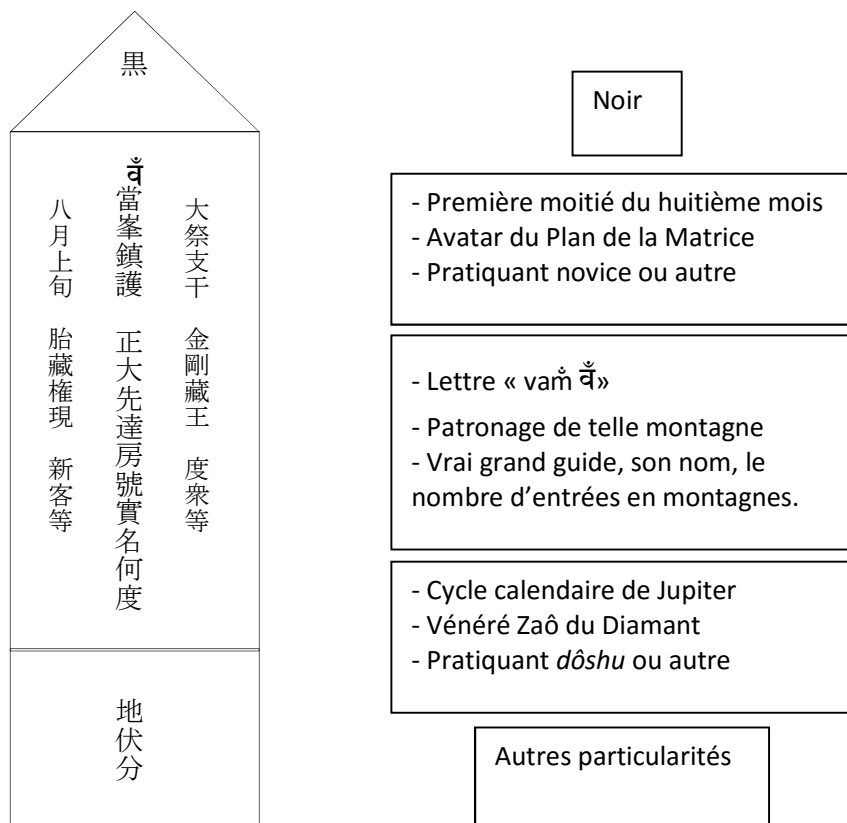 黒
大祭支干 金剛藏王 度衆等
वँ當峯鎮護 正大先達房號實名何度
八月上旬 胎藏権現 新客等
地伏分
Noir
- Première moitié du huitième mois
- Avatar du Plan de la Matrice
- Pratiquant novice ou autre
- Lettre « vam̐ वँ»
- Patronage de telle montagne
- Vrai grand guide, son nom, le
nombre d’entrées en montagnes.
- Cycle calendaire de Jupiter
- Vénéré Zaô du Diamant
- Pratiquant dôshu ou autre
Autres particularités